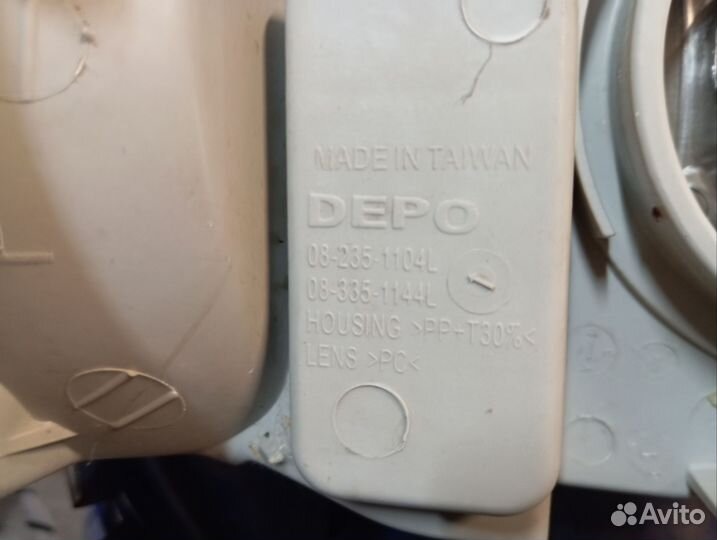 MADE IN TAIWAN
DEPO
08-235-1104L
08-335-1144L
HOUSING >PP+T30%<
LENS >PC<
Avito